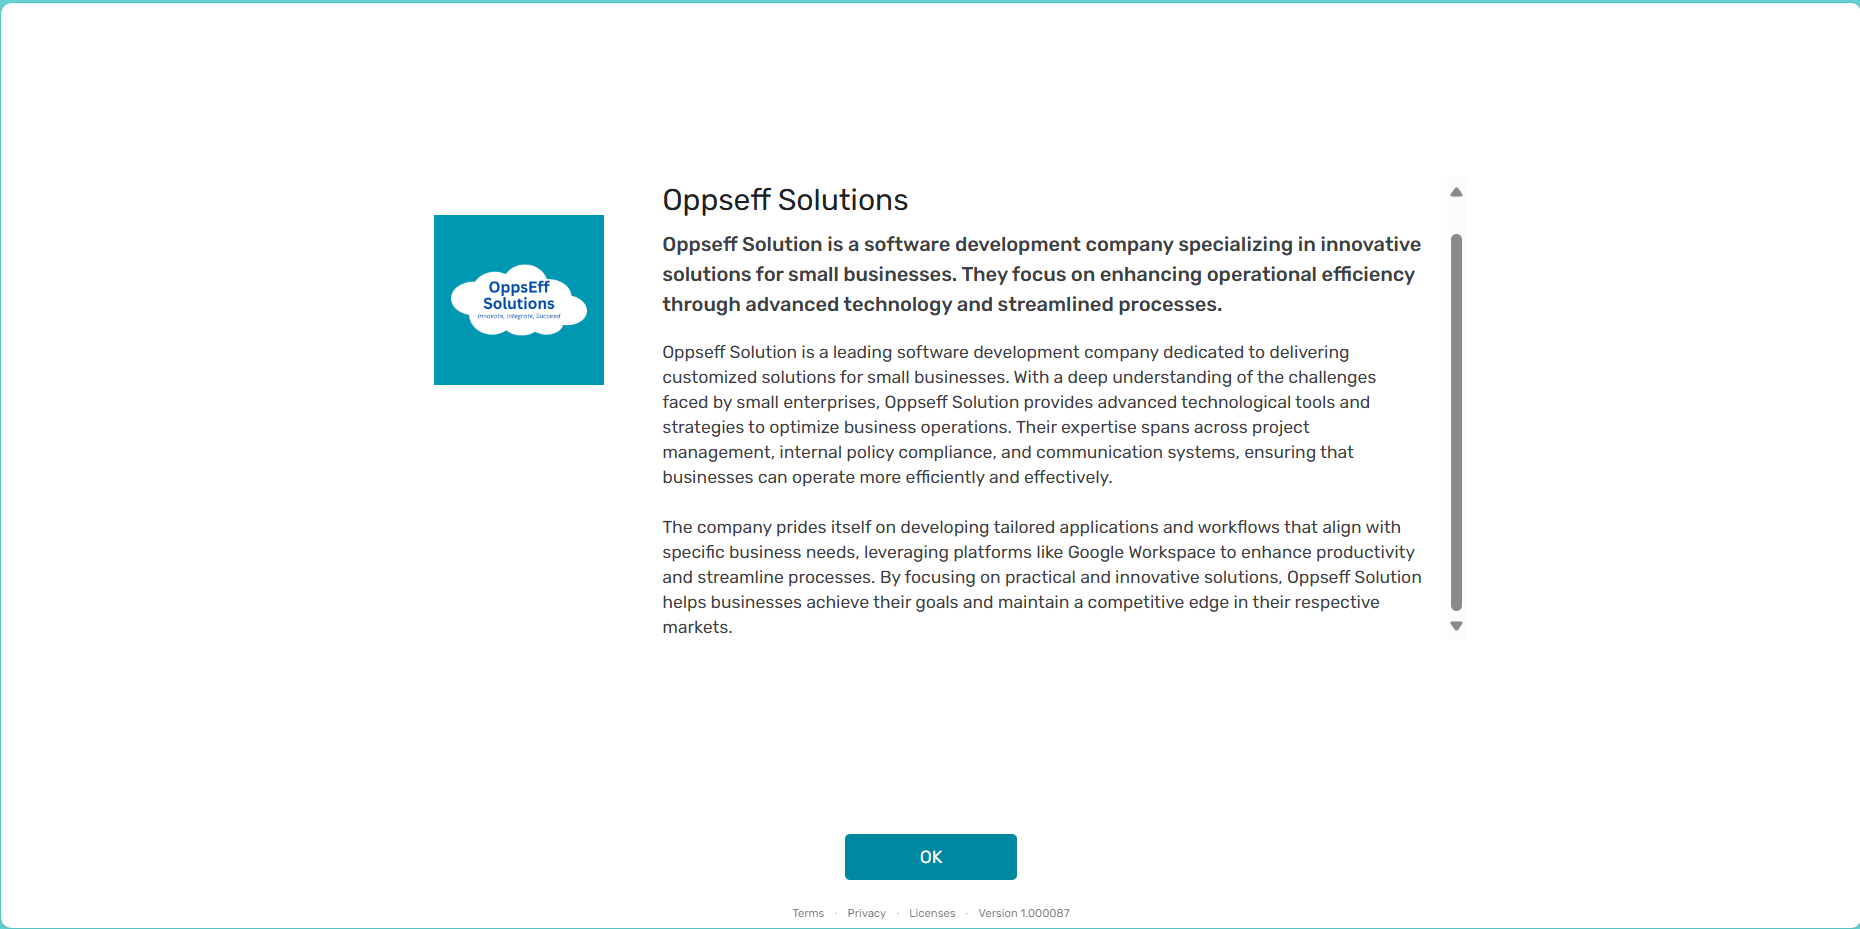 Oppseff Solutions
OppsEff
Solutions
Innovate, Integrate, Succeed
Oppseff Solution is a software development company specializing in innovative
solutions for small businesses. They focus on enhancing operational efficiency
through advanced technology and streamlined processes.
Oppseff Solution is a leading software development company dedicated to delivering
customized solutions for small businesses. With a deep understanding of the challenges
faced by small enterprises, Oppseff Solution provides advanced technological tools and
strategies to optimize business operations. Their expertise spans across project
management, internal policy compliance, and communication systems, ensuring that
businesses can operate more efficiently and effectively.
The company prides itself on developing tailored applications and workflows that align with
specific business needs, leveraging platforms like Google Workspace to enhance productivity
and streamline processes. By focusing on practical and innovative solutions, Oppseff Solution
helps businesses achieve their goals and maintain a competitive edge in their respective
markets.
OK
Terms · Privacy · Licenses · Version 1.000087